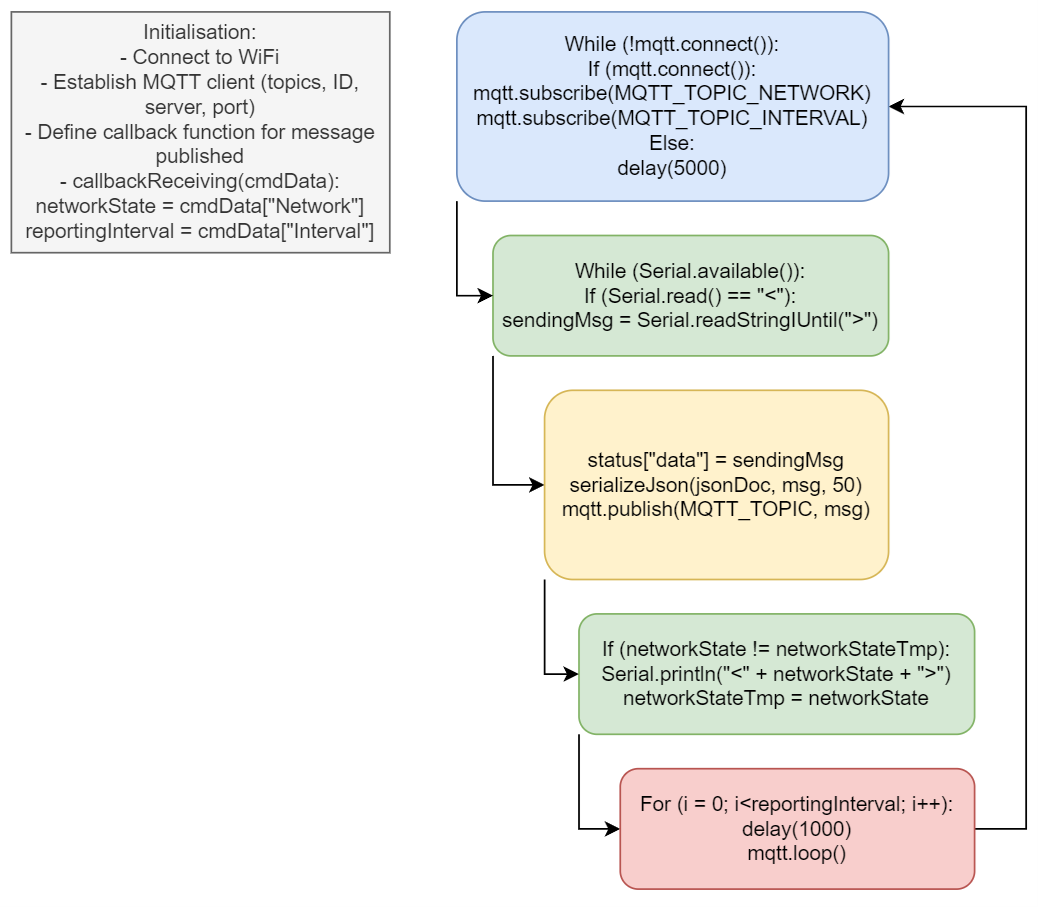 Initialisation:
- Connect to WiFi
- Establish MQTT client (topics, ID,
server, port)
- Define callback function for message
published
- callbackReceiving(cmdData):
networkState = cmdData["Network"]
reportingInterval = cmdData["Interval"]
While (!mqtt.connect()):
If (mqtt.connect()):
mqtt.subscribe(MQTT_TOPIC_NETWORK)
mqtt.subscribe(MQTT_TOPIC_INTERVAL)
Else:
delay(5000)
While (Serial.available()):
If (Serial.read() == "<"):
sendingMsg = Serial.readStringIUntil(">")
status["data"] = sendingMsg
serializeJson(jsonDoc, msg, 50)
mqtt.publish(MQTT_TOPIC, msg)
If (networkState != networkStateTmp):
Serial.println("<" + networkState + ">")
networkStateTmp = networkState
For (i = 0; i<reportingInterval; i++):
delay(1000)
mqtt.loop()